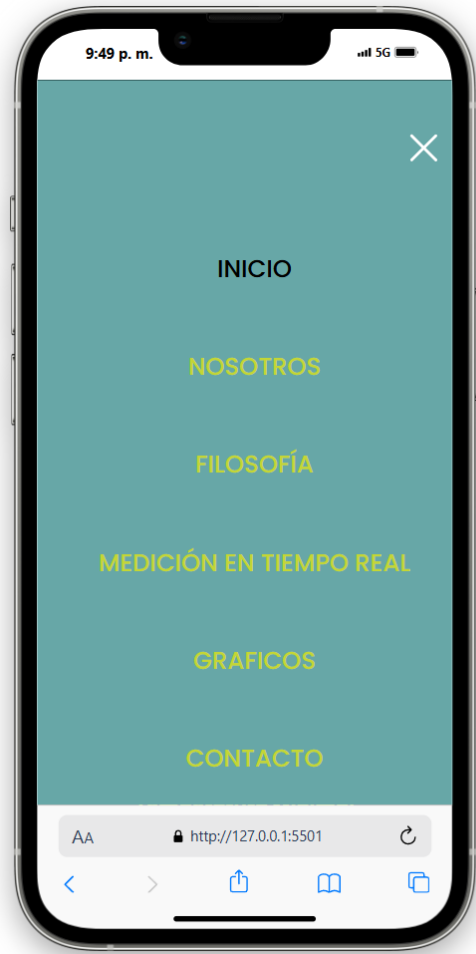 9:49 p. m.
5G
INICIO
NOSOTROS
FILOSOFÍA
MEDICIÓN EN TIEMPO REAL
GRAFICOS
CONTACTO
AA
http://127.0.0.1:5501